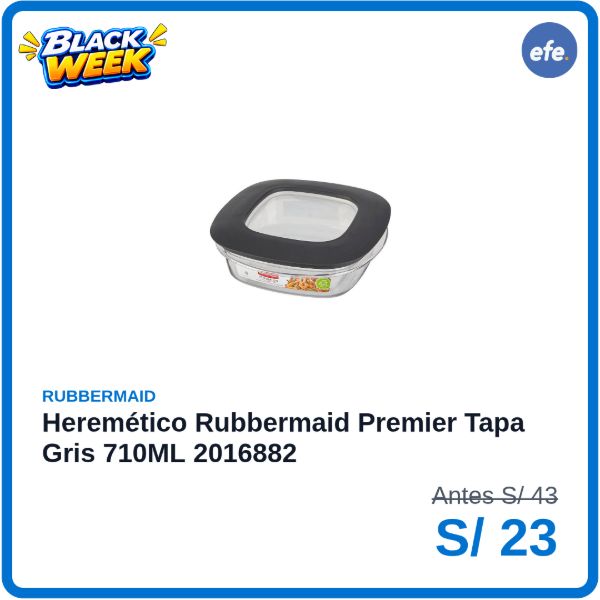 BLACK
WEEK
efe.
RUBBERMAID
Heremético Rubbermaid Premier Tapa
Gris 710ML 2016882
Antes S/ 43
S/ 23